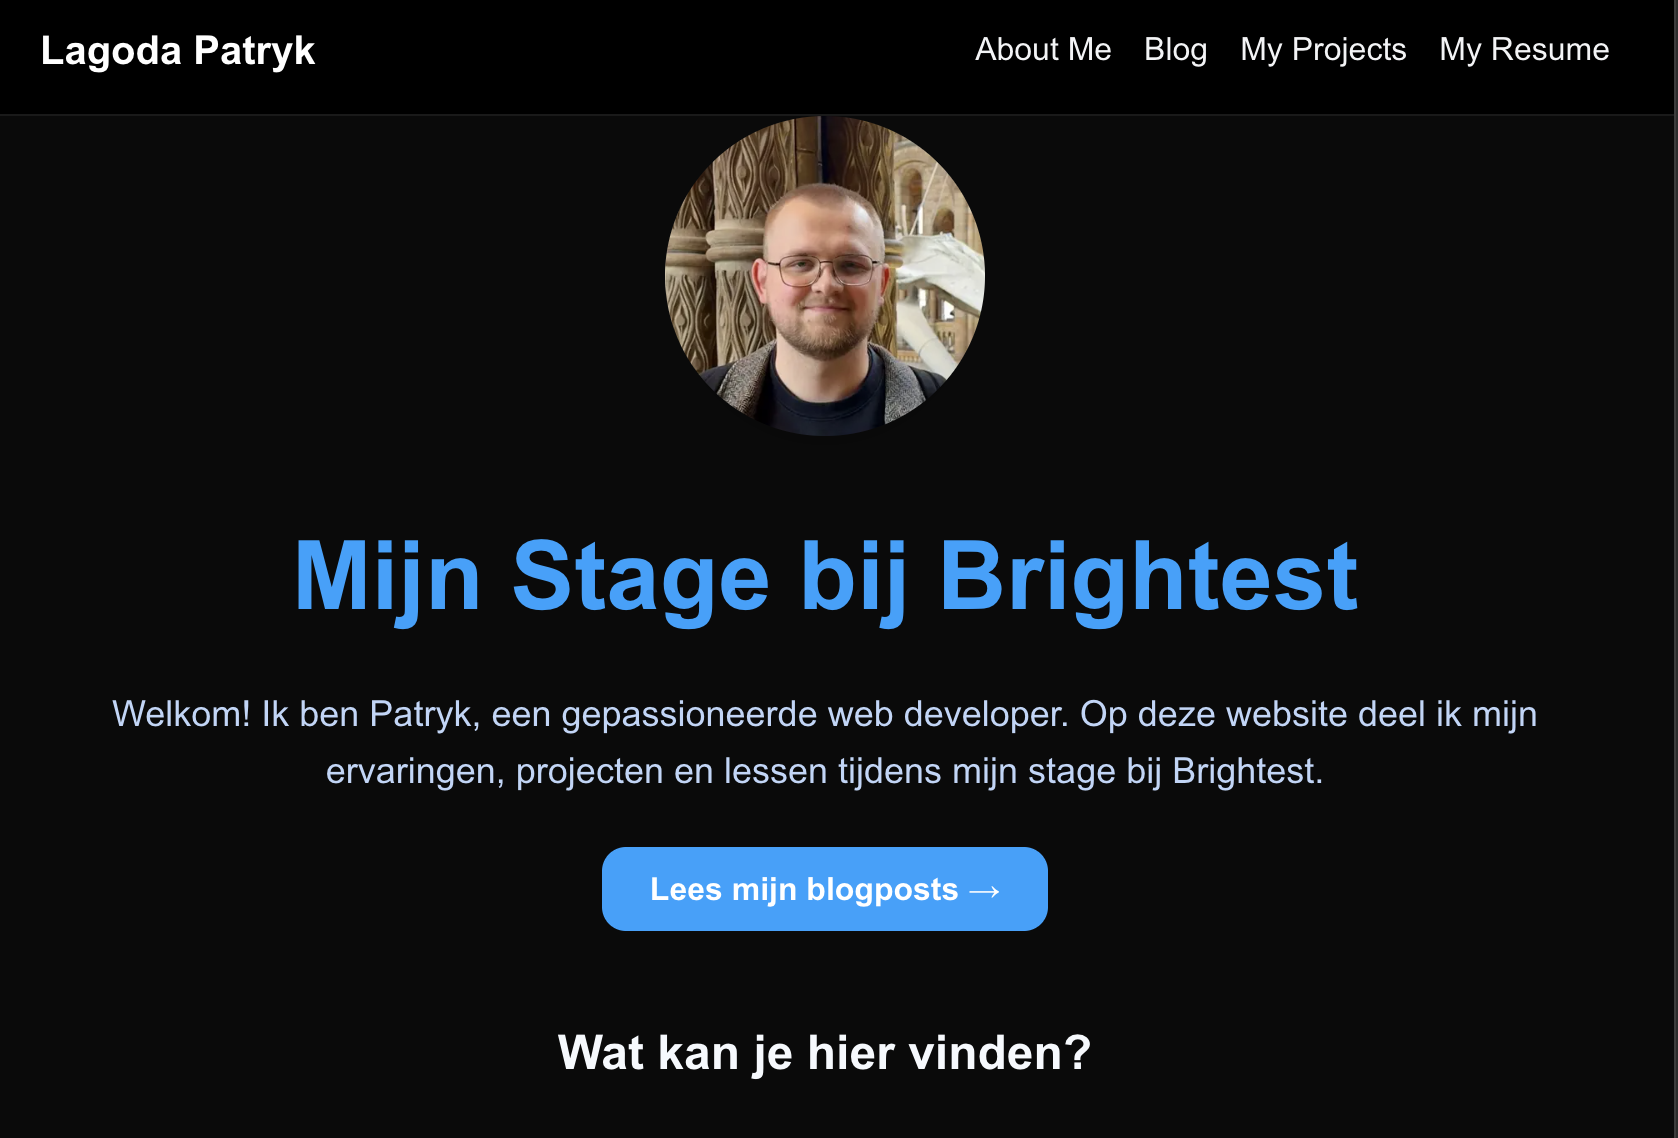 Lagoda Patryk
About Me Blog My Projects My Resume
Mijn Stage bij Brightest
Welkom! Ik ben Patryk, een gepassioneerde web developer. Op deze website deel ik mijn
ervaringen, projecten en lessen tijdens mijn stage bij Brightest.
Lees mijn blogposts →
Wat kan je hier vinden?